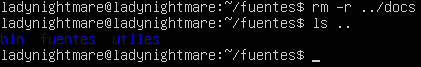 ladynightmare@ladynightmare:~/fuentes$ rm -r ../docs
ladynightmare@ladynightmare:~/fuentes$ ls ..
bin fuentes utiles
ladynightmare@ladynightmare:~/fuentes$ _